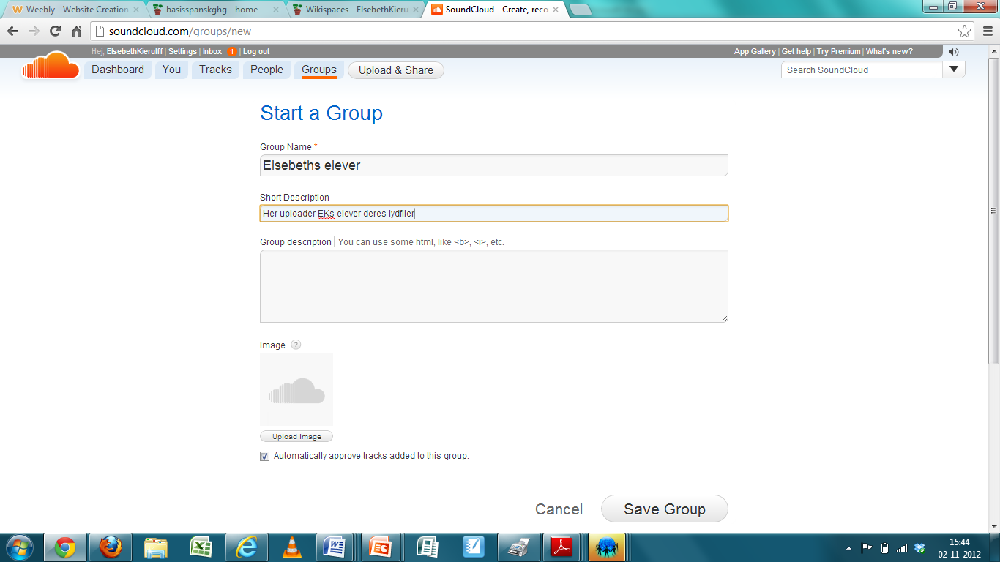 Weebly - Website Creation
basisspanskghg - home
Wikispaces - ElsebethKieru
SoundCloud - Create, reco
soundcloud.com/groups/new
Hej, ElsebethKierulff | Settings | Inbox 1 | Log out
App Gallery | Get help | Try Premium | What's new?
Dashboard You Tracks People Groups Upload & Share
Search SoundCloud
Start a Group
Group Name *
Elsebeths elever
Short Description
Her uploader EKs elever deres lydfiler
Group description | You can use some html, like <b>, <i>, etc.
Image ?
Upload image
Automatically approve tracks added to this group.
Cancel Save Group
15:44
02-11-2012